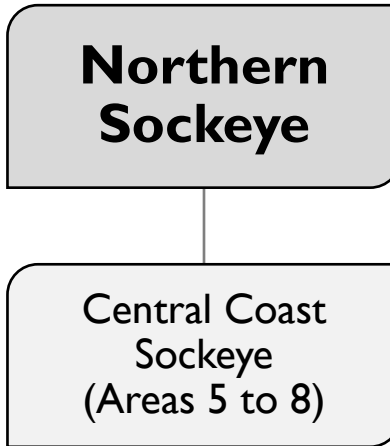 Northern
Sockeye
Central Coast
Sockeye
(Areas 5 to 8)